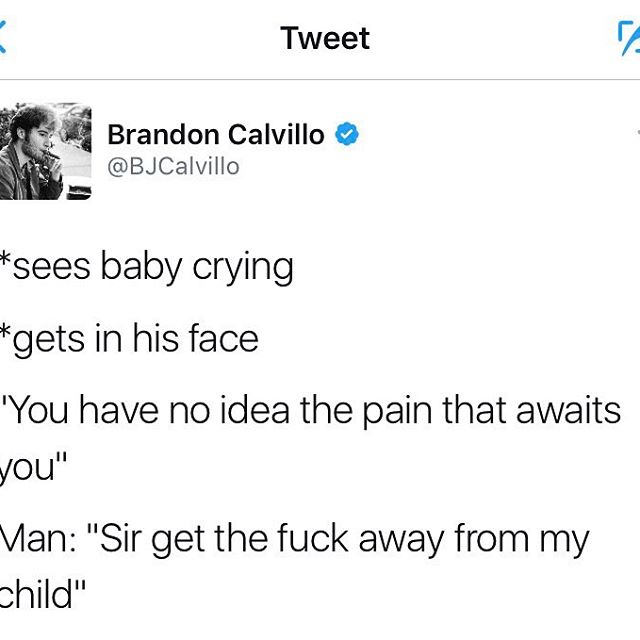 Tweet
Brandon Calvillo
@BJCalvillo
*sees baby crying
*gets in his face
"You have no idea the pain that awaits
you"
Man: "Sir get the fuck away from my
child"